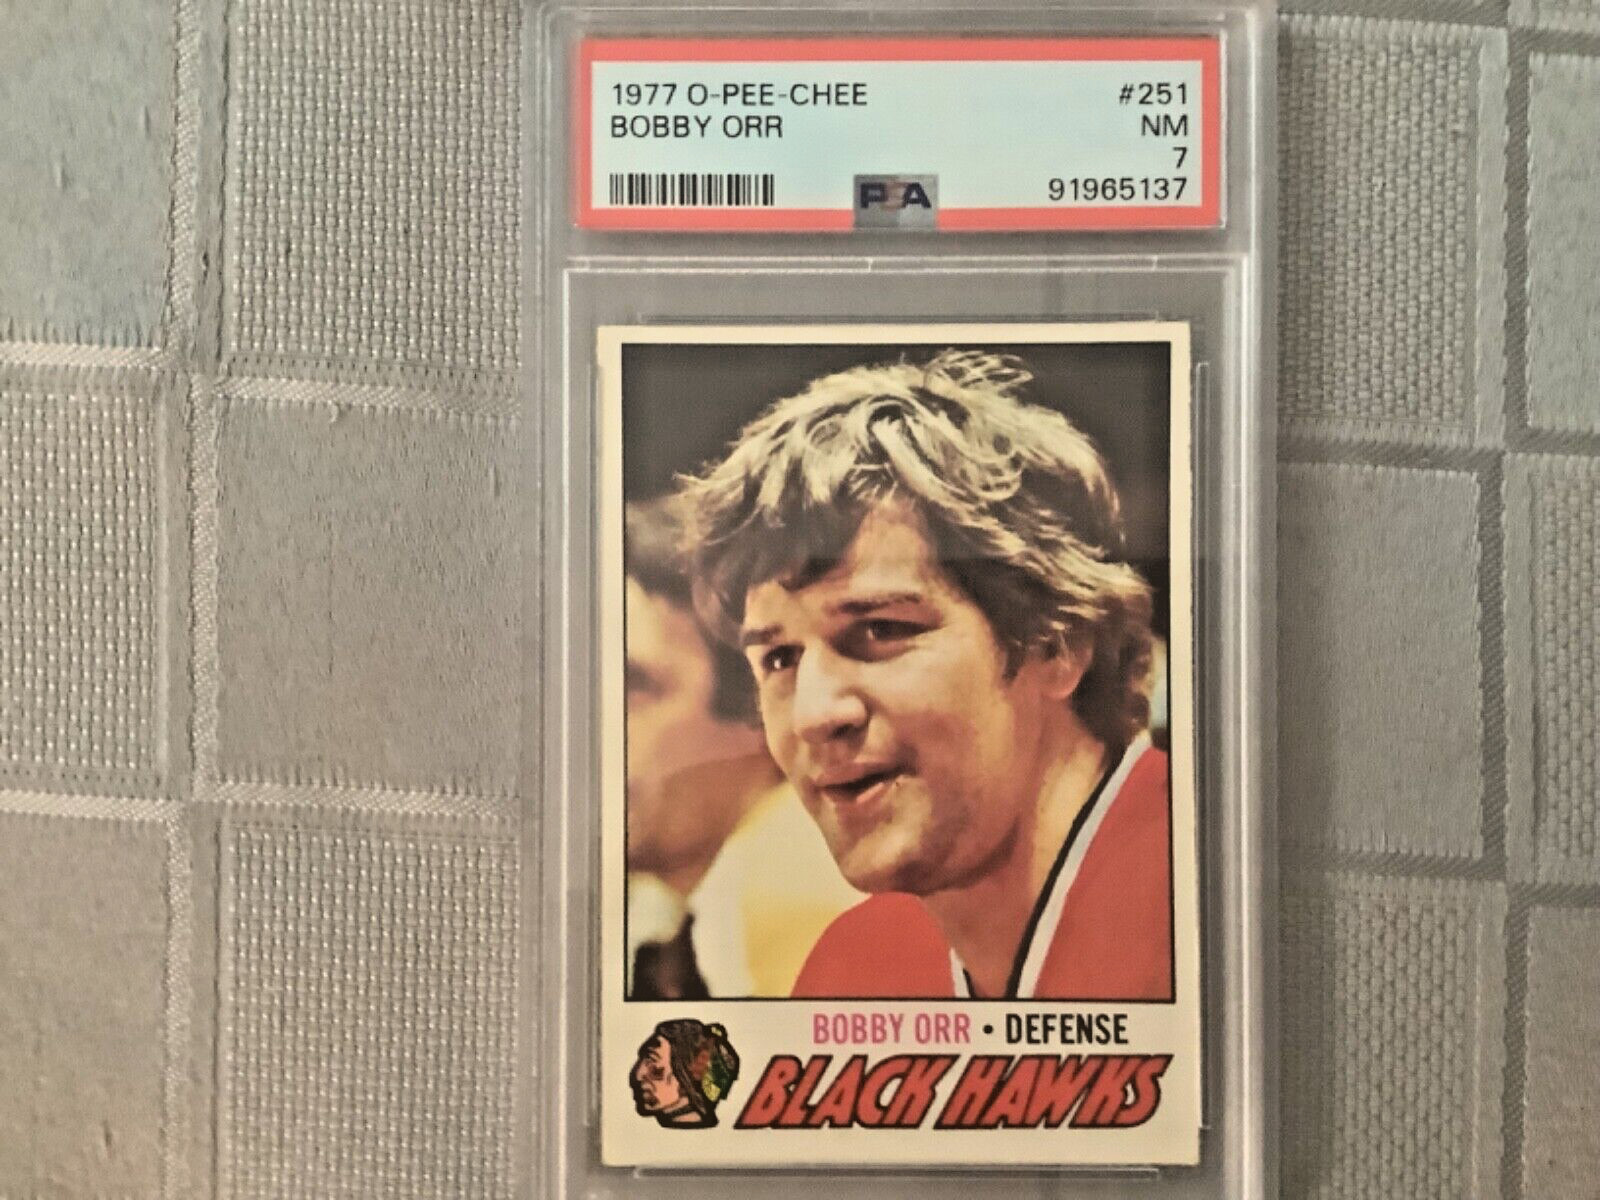 1977 O-PEE-CHEE #251
BOBBY ORR NM
7
PSA 91965137
BOBBY ORR • DEFENSE
BLACK HAWKS